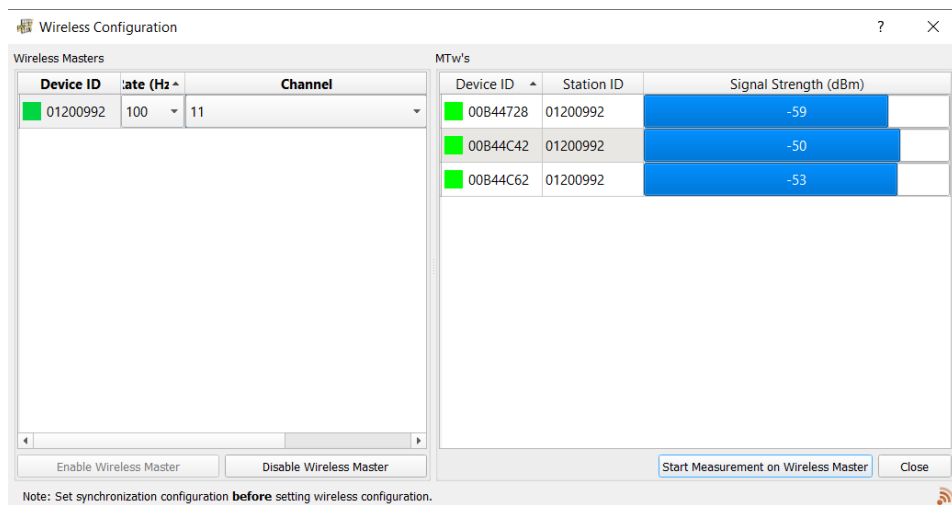 Wireless Configuration
?
Wireless Masters
Device ID ate (Hz Channel
01200992 100 11
Enable Wireless Master Disable Wireless Master
MTw's
Device ID Station ID Signal Strength (dBm)
00B44728 01200992 -59
00B44C42 01200992 -50
00B44C62 01200992 -53
Start Measurement on Wireless Master Close
Note: Set synchronization configuration before setting wireless configuration.